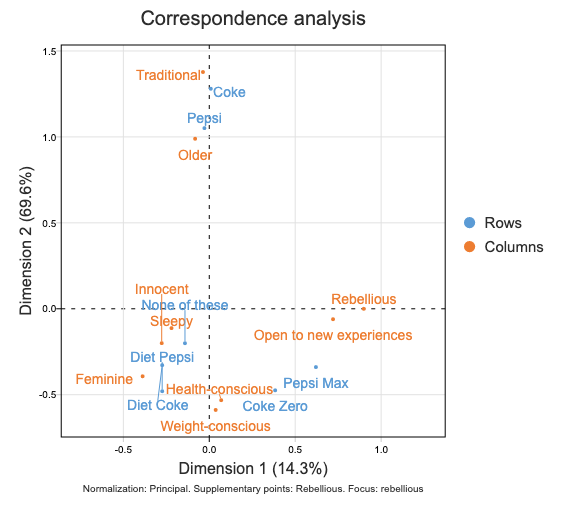 Correspondence analysis
1.5
Traditional
Coke
Pepsi
1.0
Older
Dimension 2 (69.6%)
0.5
Rows
Columns
Innocent
None of these
Rebellious
0.0
Sleepy
Open to new experiences
Diet Pepsi
Feminine
Health-conscious
Pepsi Max
-0.5
Diet Coke
Coke Zero
Weight-conscious
-0.5
0.0
0.5
1.0
Dimension 1 (14.3%)
Normalization: Principal. Supplementary points: Rebellious. Focus: rebellious